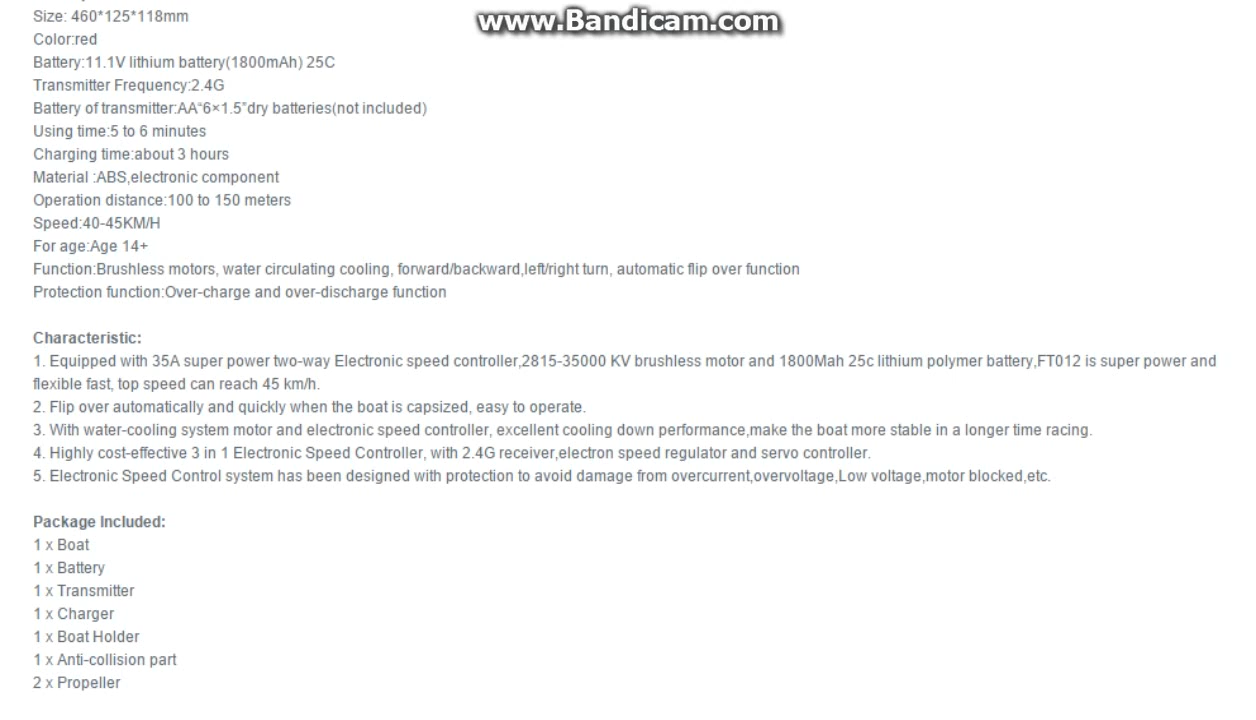 www.Bandicam.com
Size: 460*125*118mm
Color:red
Battery:11.1V lithium battery(1800mAh) 25C
Transmitter Frequency:2.4G
Battery of transmitter:AA“6×1.5”dry batteries(not included)
Using time:5 to 6 minutes
Charging time:about 3 hours
Material :ABS,electronic component
Operation distance:100 to 150 meters
Speed:40-45KM/H
For age:Age 14+
Function:Brushless motors, water circulating cooling, forward/backward,left/right turn, automatic flip over function
Protection function:Over-charge and over-discharge function
Characteristic:
1. Equipped with 35A super power two-way Electronic speed controller,2815-35000 KV brushless motor and 1800Mah 25c lithium polymer battery,FT012 is super power and
flexible fast, top speed can reach 45 km/h.
2. Flip over automatically and quickly when the boat is capsized, easy to operate.
3. With water-cooling system motor and electronic speed controller, excellent cooling down performance,make the boat more stable in a longer time racing.
4. Highly cost-effective 3 in 1 Electronic Speed Controller, with 2.4G receiver,electron speed regulator and servo controller.
5. Electronic Speed Control system has been designed with protection to avoid damage from overcurrent,overvoltage,Low voltage,motor blocked,etc.
Package Included:
1 x Boat
1 x Battery
1 x Transmitter
1 x Charger
1 x Boat Holder
1 x Anti-collision part
2 x Propeller